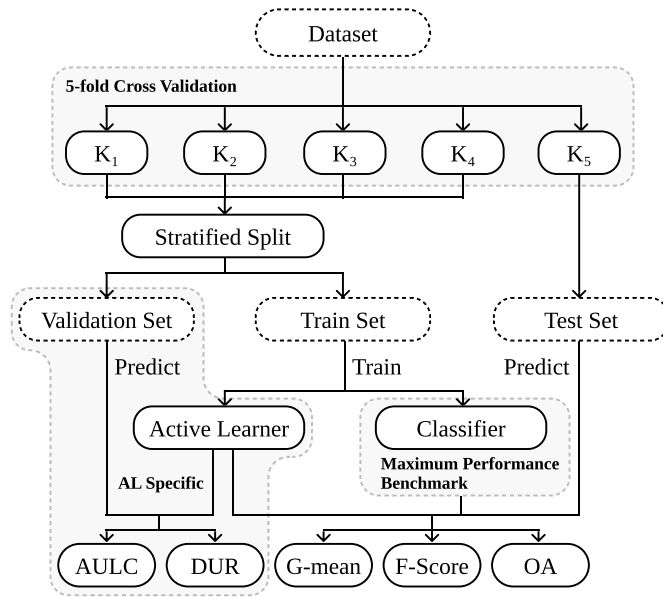 Dataset
5-fold Cross Validation
K₁
K₂
K₃
K₄
K₅
Stratified Split
Validation Set
Train Set
Test Set
Predict
Train
Predict
Active Learner
Classifier
Maximum Performance
Benchmark
AL Specific
AULC
DUR
G-mean
F-Score
OA